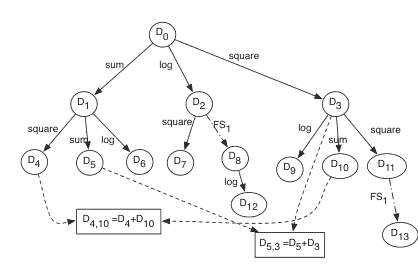 D0
sum
log
square
D1
D2
D3
square
sum
log
square
FS1
log
sum
square
D4
D5
D6
D7
D8
D9
D10
D11
log
FS1
D12
D4,10 =D4+D10
D5,3 =D5+D3
D13